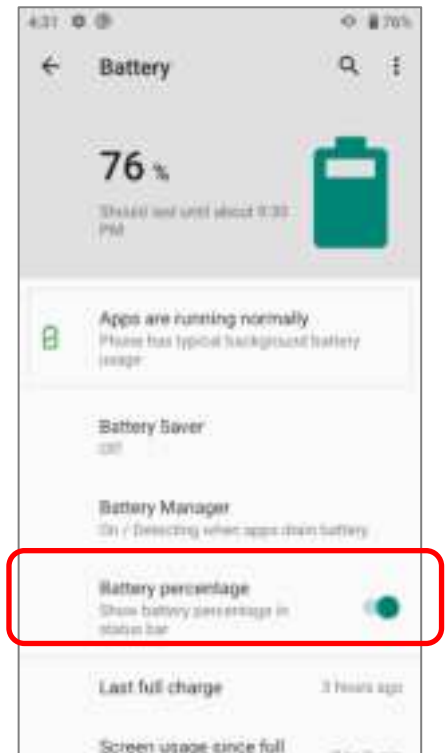 4:31 76%
Battery
76 %
Should last until about 9:30
PM
Apps are running normally
Phone has typical background battery
usage
Battery Saver
Off
Battery Manager
On / Detecting when apps drain battery
Battery percentage
Show battery percentage in
status bar
Last full charge 3 hours ago
Screen usage since full